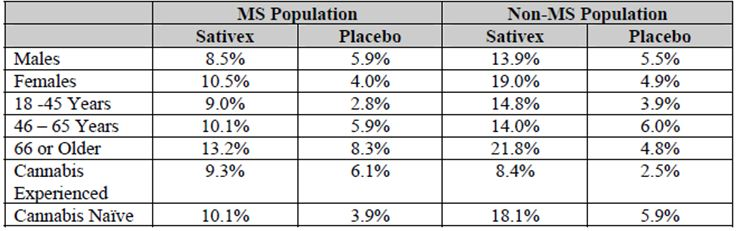 MS Population Non-MS Population
Sativex Placebo Sativex Placebo
Males 8.5% 5.9% 13.9% 5.5%
Females 10.5% 4.0% 19.0% 4.9%
18 -45 Years 9.0% 2.8% 14.8% 3.9%
46 – 65 Years 10.1% 5.9% 14.0% 6.0%
66 or Older 13.2% 8.3% 21.8% 4.8%
Cannabis 9.3% 6.1% 8.4% 2.5%
Experienced
Cannabis Naïve 10.1% 3.9% 18.1% 5.9%